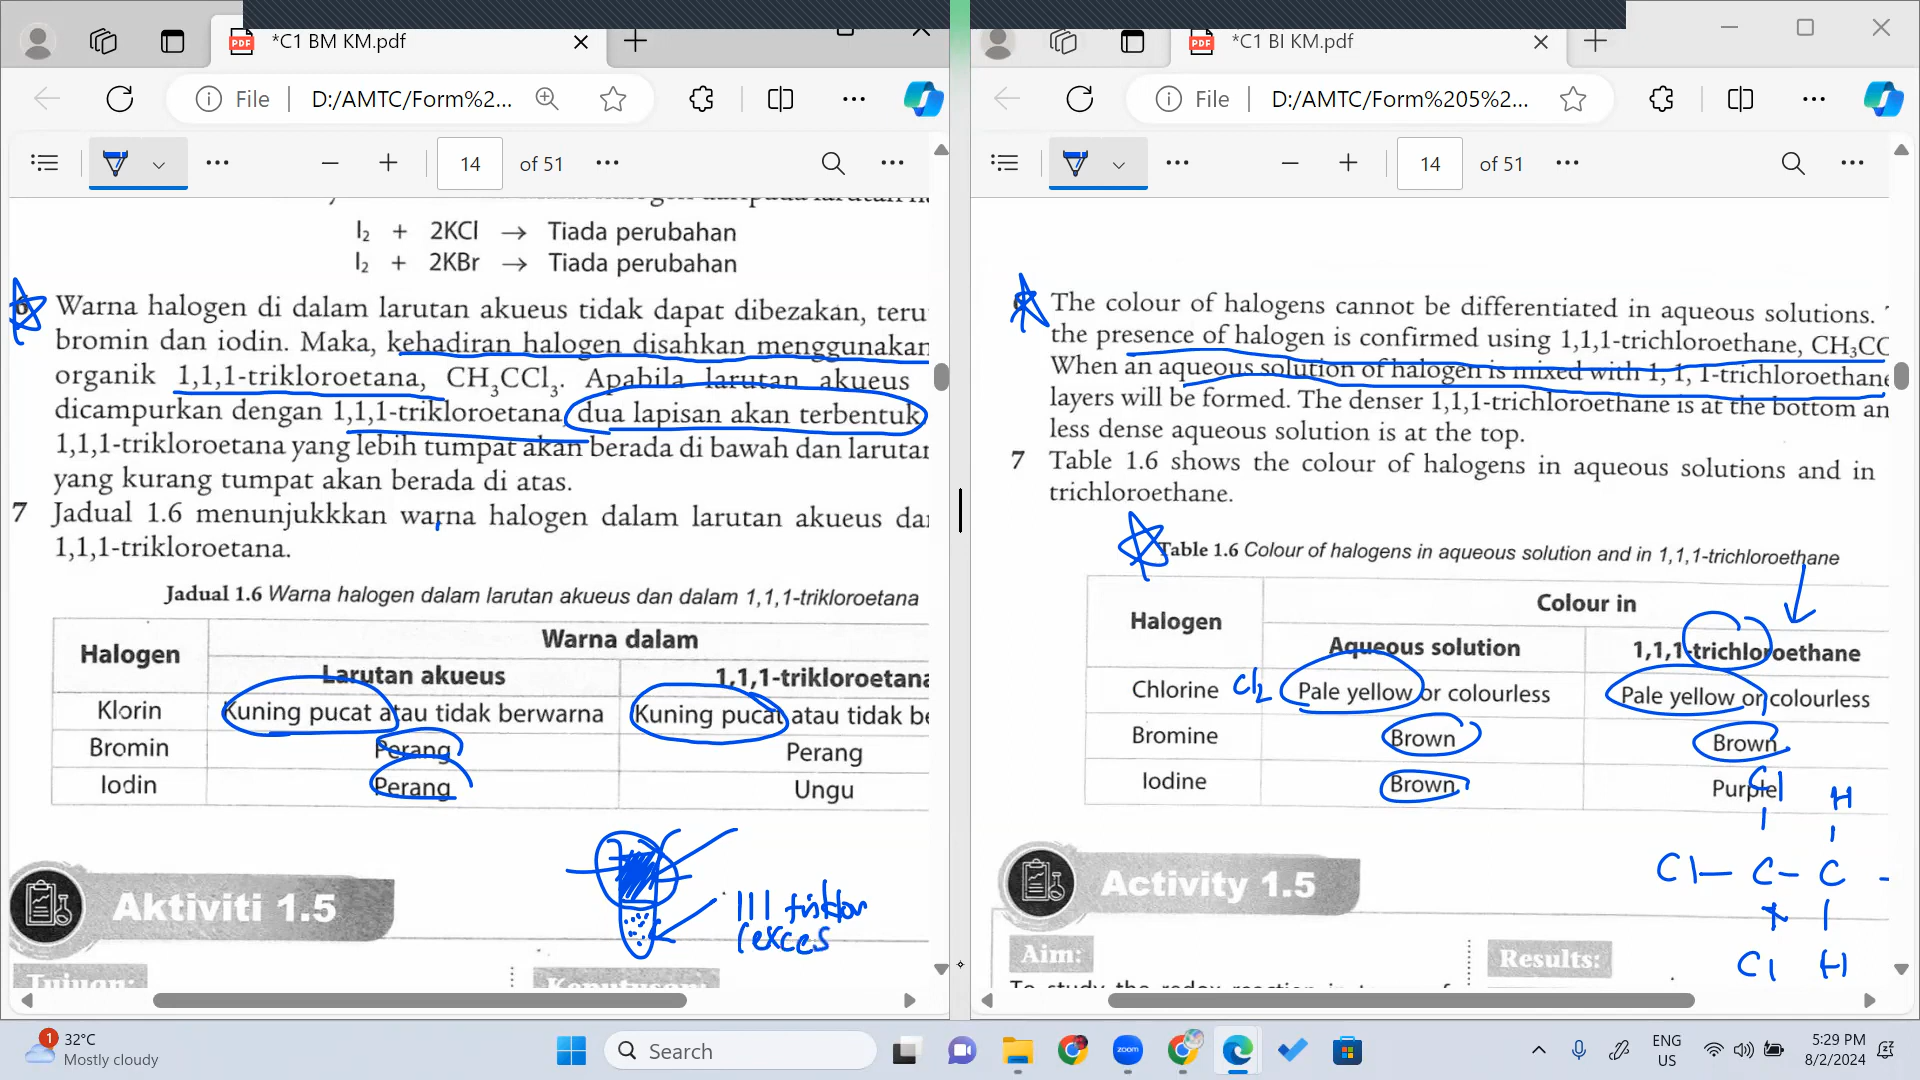 *C1 BM KM.pdf
File
D:/AMTC/Form%2...
14 of 51
I₂ + 2KCl → Tiada perubahan
I₂ + 2KBr → Tiada perubahan
6 Warna halogen di dalam larutan akueus tidak dapat dibezakan, teru
bromin dan iodin. Maka, kehadiran halogen disahkan menggunakan
organik 1,1,1-trikloroetana, CH₃CCl₃. Apabila larutan akueus
dicampurkan dengan 1,1,1-trikloroetana, dua lapisan akan terbentuk
1,1,1-trikloroetana yang lebih tumpat akan berada di bawah dan larutan
yang kurang tumpat akan berada di atas.
7 Jadual 1.6 menunjukkkan warna halogen dalam larutan akueus da
1,1,1-trikloroetana.
Jadual 1.6 Warna halogen dalam larutan akueus dan dalam 1,1,1-trikloroetana
Halogen
Warna dalam
Larutan akueus
1,1,1-trikloroetana
Klorin
Kuning pucat atau tidak berwarna
Kuning pucat atau tidak be
Bromin
Perang
Perang
Iodin
Perang
Ungu
Aktiviti 1.5
Tujuan:
Keputusan:
*C1 BI KM.pdf
File
D:/AMTC/Form%205%2...
14 of 51
The colour of halogens cannot be differentiated in aqueous solutions.
the presence of halogen is confirmed using 1,1,1-trichloroethane, CH₃CC
When an aqueous solution of halogen is mixed with 1, 1, 1-trichloroethane
layers will be formed. The denser 1,1,1-trichloroethane is at the bottom an
less dense aqueous solution is at the top.
7 Table 1.6 shows the colour of halogens in aqueous solutions and in
trichloroethane.
Table 1.6 Colour of halogens in aqueous solution and in 1,1,1-trichloroethane
Halogen
Colour in
Aqueous solution
1,1,1-trichloroethane
Chlorine
Cl₂
Pale yellow or colourless
Pale yellow or colourless
Bromine
Brown
Brown
Iodine
Brown
Purple
Cl H
Cl — C - C -
Cl H
Activity 1.5
Aim:
Results:
1
32°C
Mostly cloudy
Search
zoom
ENG
US
5:29 PM
8/2/2024